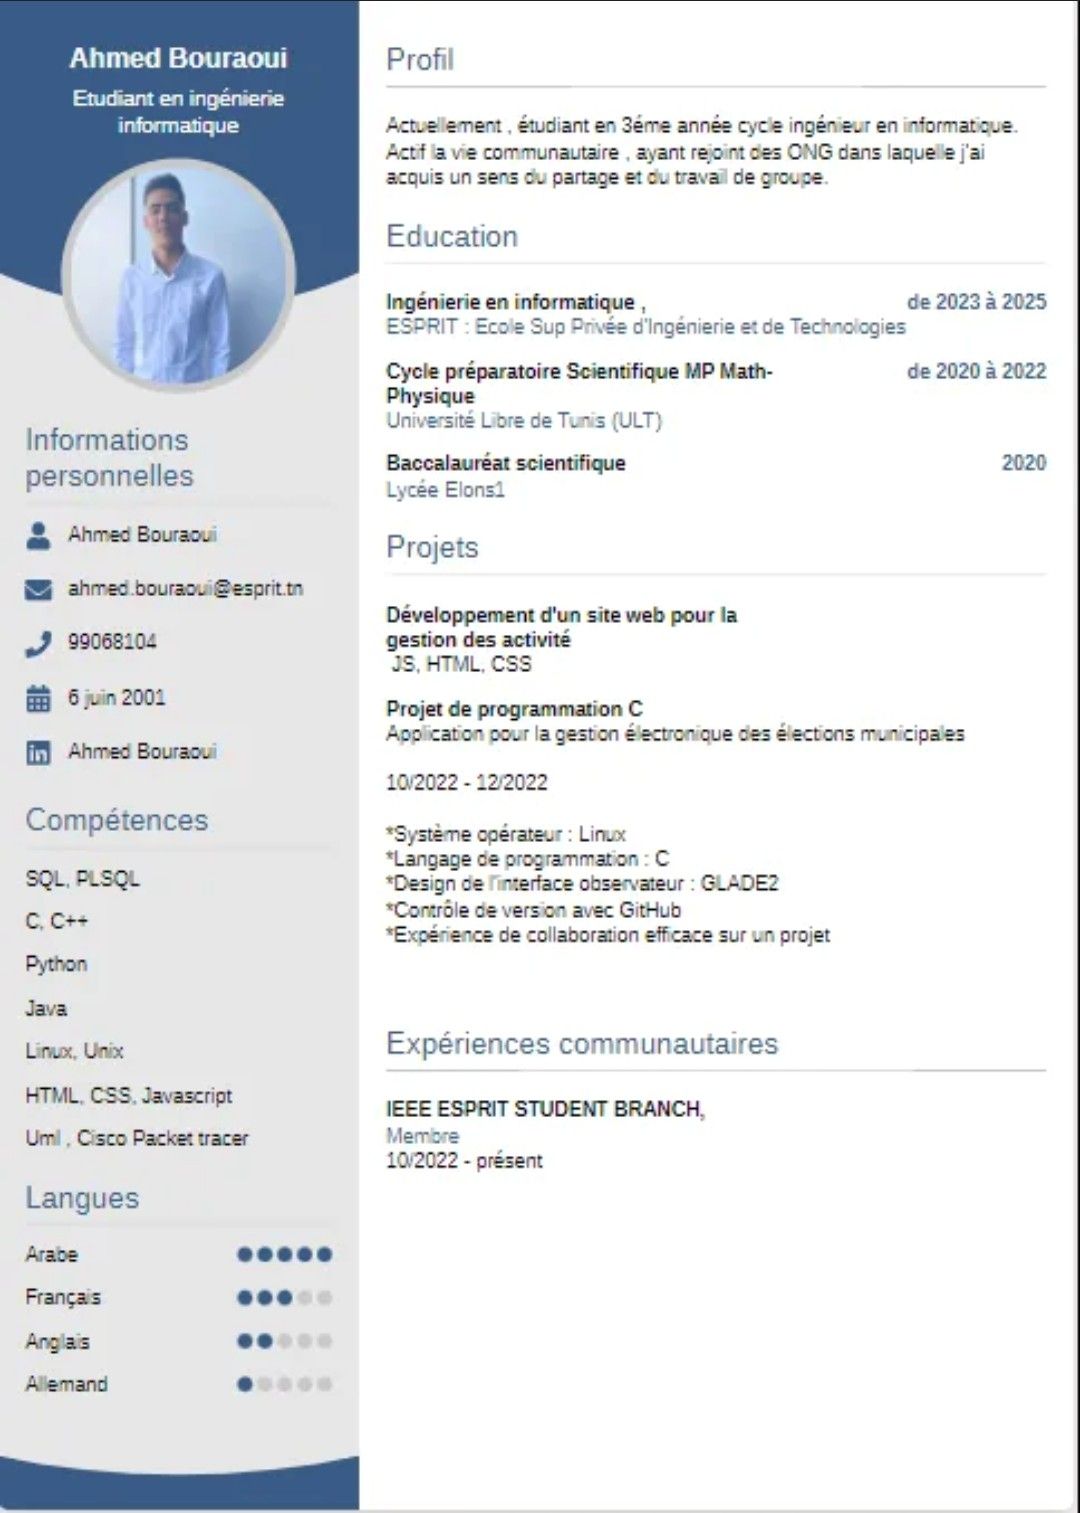 Ahmed Bouraoui
Etudiant en ingénierie
informatique
Informations
personnelles
Ahmed Bouraoui
ahmed.bouraoui@esprit.tn
99068104
6 juin 2001
in Ahmed Bouraoui
Compétences
SQL, PLSQL
C, C++
Python
Java
Linux, Unix
HTML, CSS, Javascript
Uml , Cisco Packet tracer
Langues
Arabe
Français
Anglais
Allemand
Profil
Actuellement , étudiant en 3éme année cycle ingénieur en informatique.
Actif la vie communautaire , ayant rejoint des ONG dans laquelle j'ai
acquis un sens du partage et du travail de groupe.
Education
Ingénierie en informatique , de 2023 à 2025
ESPRIT : Ecole Sup Privée d'Ingénierie et de Technologies
Cycle préparatoire Scientifique MP Math- de 2020 à 2022
Physique
Université Libre de Tunis (ULT)
Baccalauréat scientifique 2020
Lycée Elons1
Projets
Développement d'un site web pour la
gestion des activité
JS, HTML, CSS
Projet de programmation C
Application pour la gestion électronique des élections municipales
10/2022 - 12/2022
*Système opérateur : Linux
*Langage de programmation : C
*Design de l'interface observateur : GLADE2
*Contrôle de version avec GitHub
*Expérience de collaboration efficace sur un projet
Expériences communautaires
IEEE ESPRIT STUDENT BRANCH,
Membre
10/2022 - présent